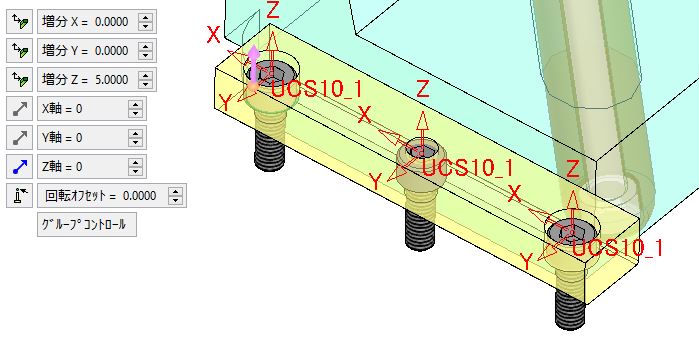 増分 X = 0.0000
増分 Y = 0.0000
増分 Z = 5.0000
X軸 = 0
Y軸 = 0
Z軸 = 0
回転オフセット = 0.0000
ｸﾞﾙｰﾌﾟｺﾝﾄﾛｰﾙ
Z
X
Y
UCS10_1
Z
X
Y
UCS10_1
Z
X
Y
UCS10_1